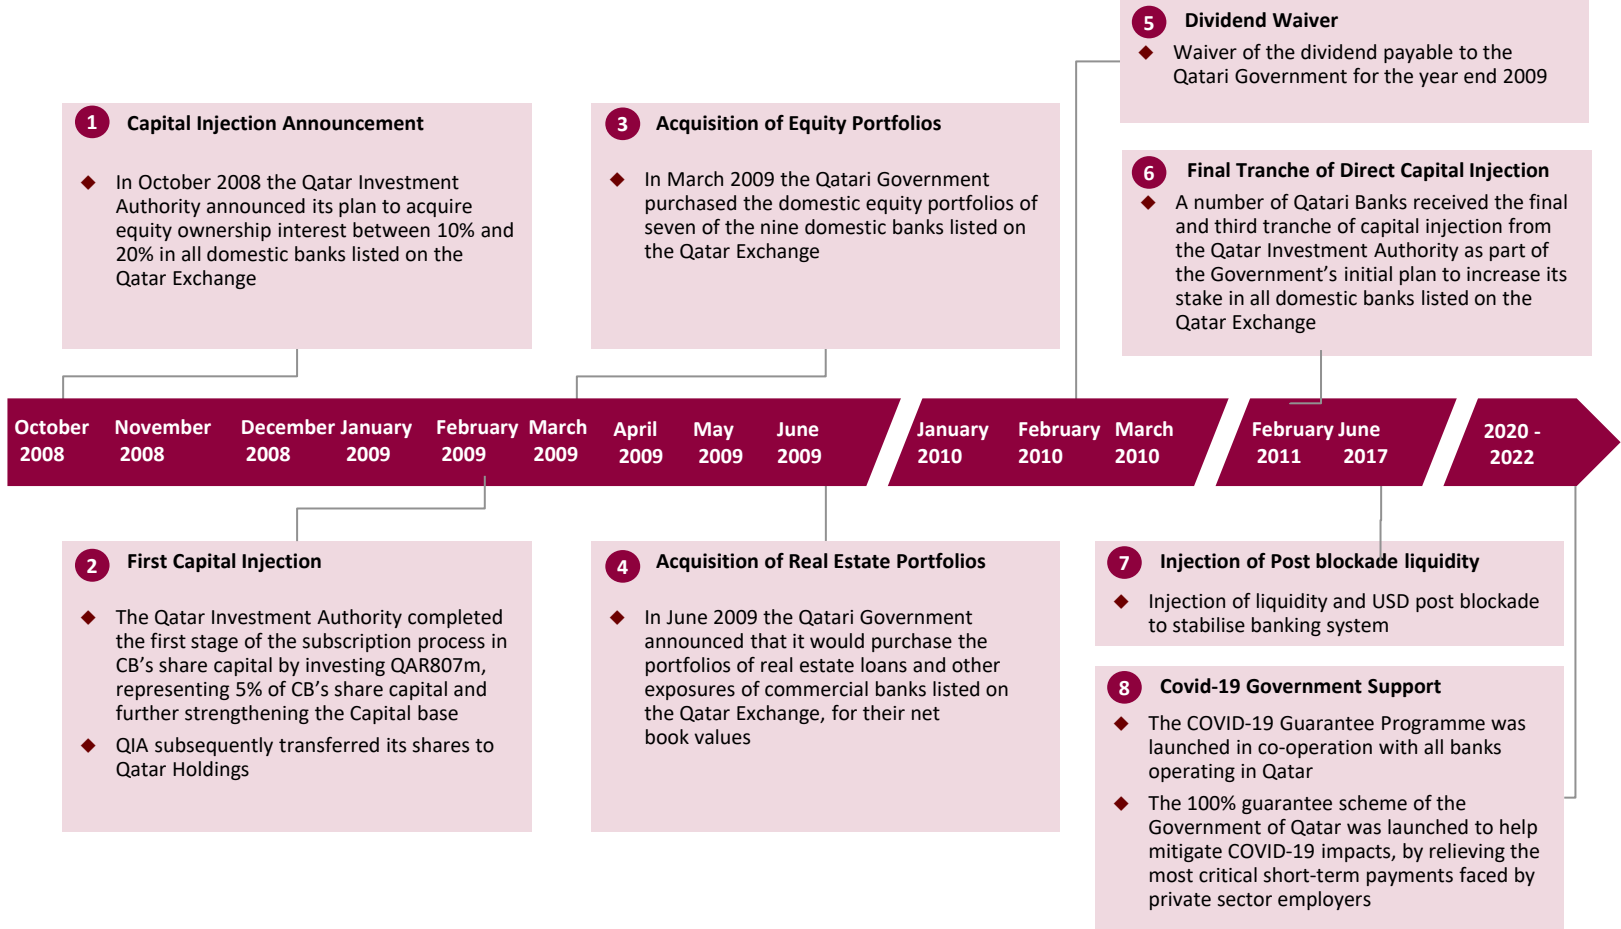 1 Capital Injection Announcement
◆ In October 2008 the Qatar Investment
Authority announced its plan to acquire
equity ownership interest between 10% and
20% in all domestic banks listed on the
Qatar Exchange
3 Acquisition of Equity Portfolios
◆ In March 2009 the Qatari Government
purchased the domestic equity portfolios of
seven of the nine domestic banks listed on
the Qatar Exchange
5 Dividend Waiver
◆ Waiver of the dividend payable to the
Qatari Government for the year end 2009
6 Final Tranche of Direct Capital Injection
◆ A number of Qatari Banks received the final
and third tranche of capital injection from
the Qatar Investment Authority as part of
the Government’s initial plan to increase its
stake in all domestic banks listed on the
Qatar Exchange
October 2008
November 2008
December 2008
January 2009
February 2009
March 2009
April 2009
May 2009
June 2009
January 2010
February 2010
March 2010
February 2011
June 2017
2020 -
2022
2 First Capital Injection
◆ The Qatar Investment Authority completed
the first stage of the subscription process in
CB’s share capital by investing QAR807m,
representing 5% of CB’s share capital and
further strengthening the Capital base
◆ QIA subsequently transferred its shares to
Qatar Holdings
4 Acquisition of Real Estate Portfolios
◆ In June 2009 the Qatari Government
announced that it would purchase the
portfolios of real estate loans and other
exposures of commercial banks listed on
the Qatar Exchange, for their net
book values
7 Injection of Post blockade liquidity
◆ Injection of liquidity and USD post blockade
to stabilise banking system
8 Covid-19 Government Support
◆ The COVID-19 Guarantee Programme was
launched in co-operation with all banks
operating in Qatar
◆ The 100% guarantee scheme of the
Government of Qatar was launched to help
mitigate COVID-19 impacts, by relieving the
most critical short-term payments faced by
private sector employers